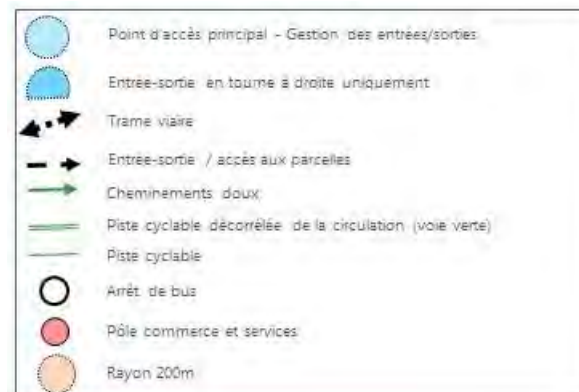 Point d'accès principal - Gestion des entrées/sorties
Entrée-sortie en tourne à droite uniquement
Trame viaire
Entrée-sortie / accès aux parcelles
Cheminements doux
Piste cyclable décorrélée de la circulation (voie verte)
Piste cyclable
Arrêt de bus
Pôle commerce et services
Rayon 200m